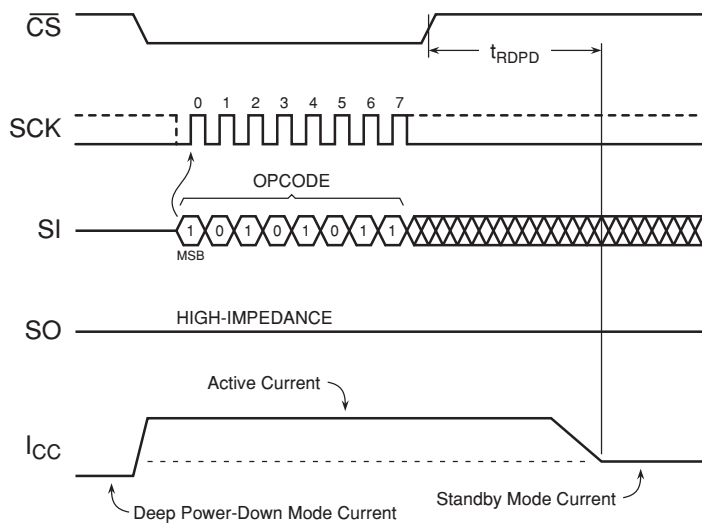 C̅S̅
tRDPD
0 1 2 3 4 5 6 7
SCK
OPCODE
SI
1 0 1 0 1 0 1 1
MSB
HIGH-IMPEDANCE
SO
Active Current
ICC
Standby Mode Current
Deep Power-Down Mode Current